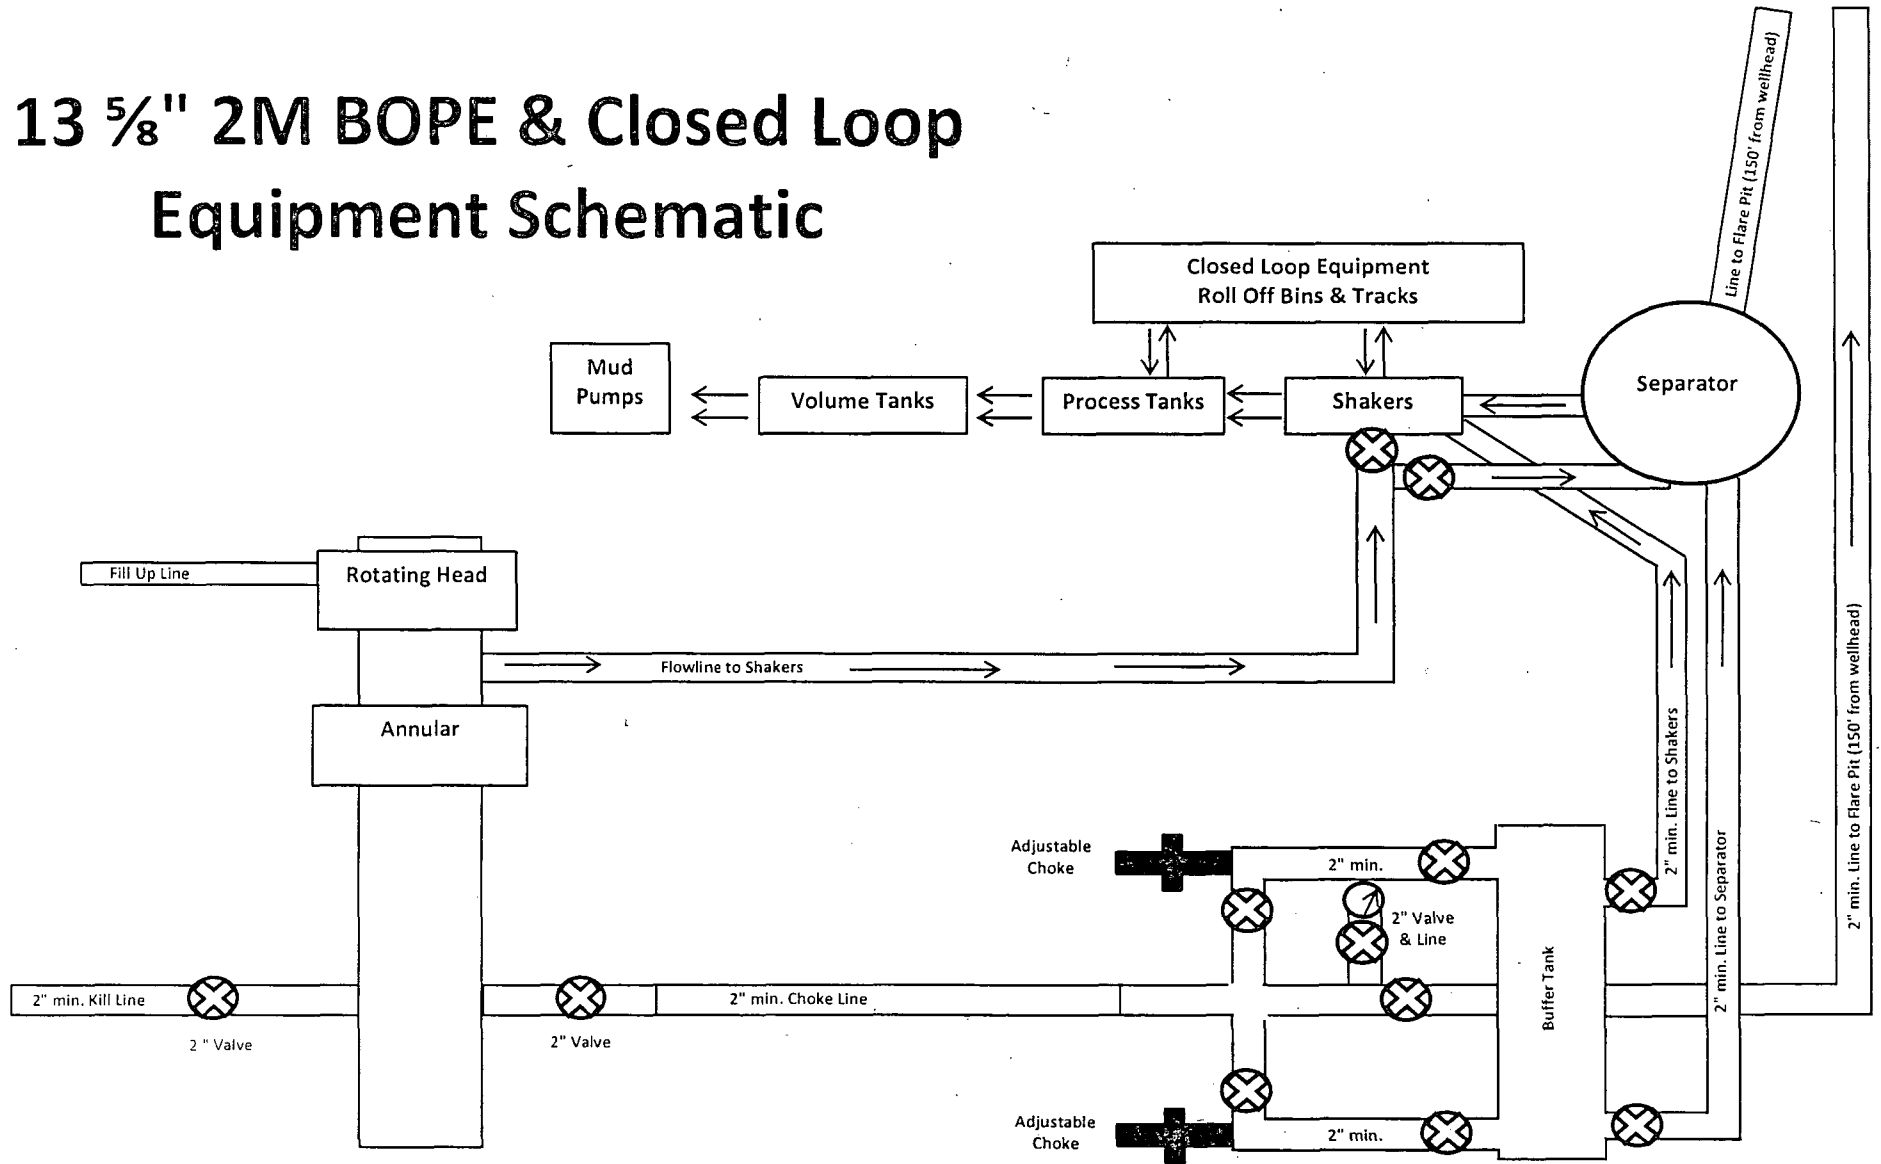 13 ⅝" 2M BOPE & Closed Loop
Equipment Schematic
Line to Flare Pit (150' from wellhead)
Closed Loop Equipment
Roll Off Bins & Tracks
Mud
Pumps
Volume Tanks
Process Tanks
Shakers
Separator
Fill Up Line
Rotating Head
Flowline to Shakers
Annular
2" min. Line to Shakers
2" min. Line to Separator
2" min. Line to Flare Pit (150' from wellhead)
Adjustable
Choke
2" min.
2" Valve
& Line
Buffer Tank
2" min. Kill Line
2 " Valve
2" Valve
2" min. Choke Line
Adjustable
Choke
2" min.